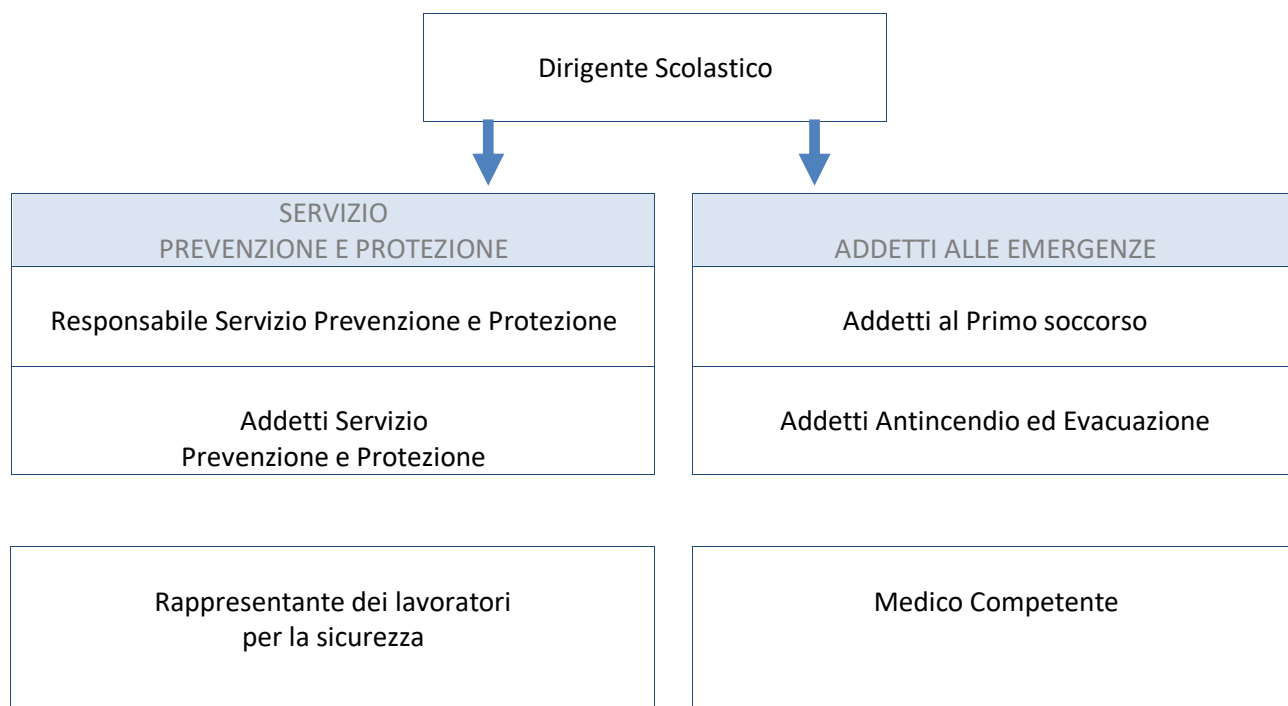 Dirigente Scolastico
SERVIZIO
PREVENZIONE E PROTEZIONE
Responsabile Servizio Prevenzione e Protezione
Addetti Servizio
Prevenzione e Protezione
ADDETTI ALLE EMERGENZE
Addetti al Primo soccorso
Addetti Antincendio ed Evacuazione
Rappresentante dei lavoratori
per la sicurezza
Medico Competente